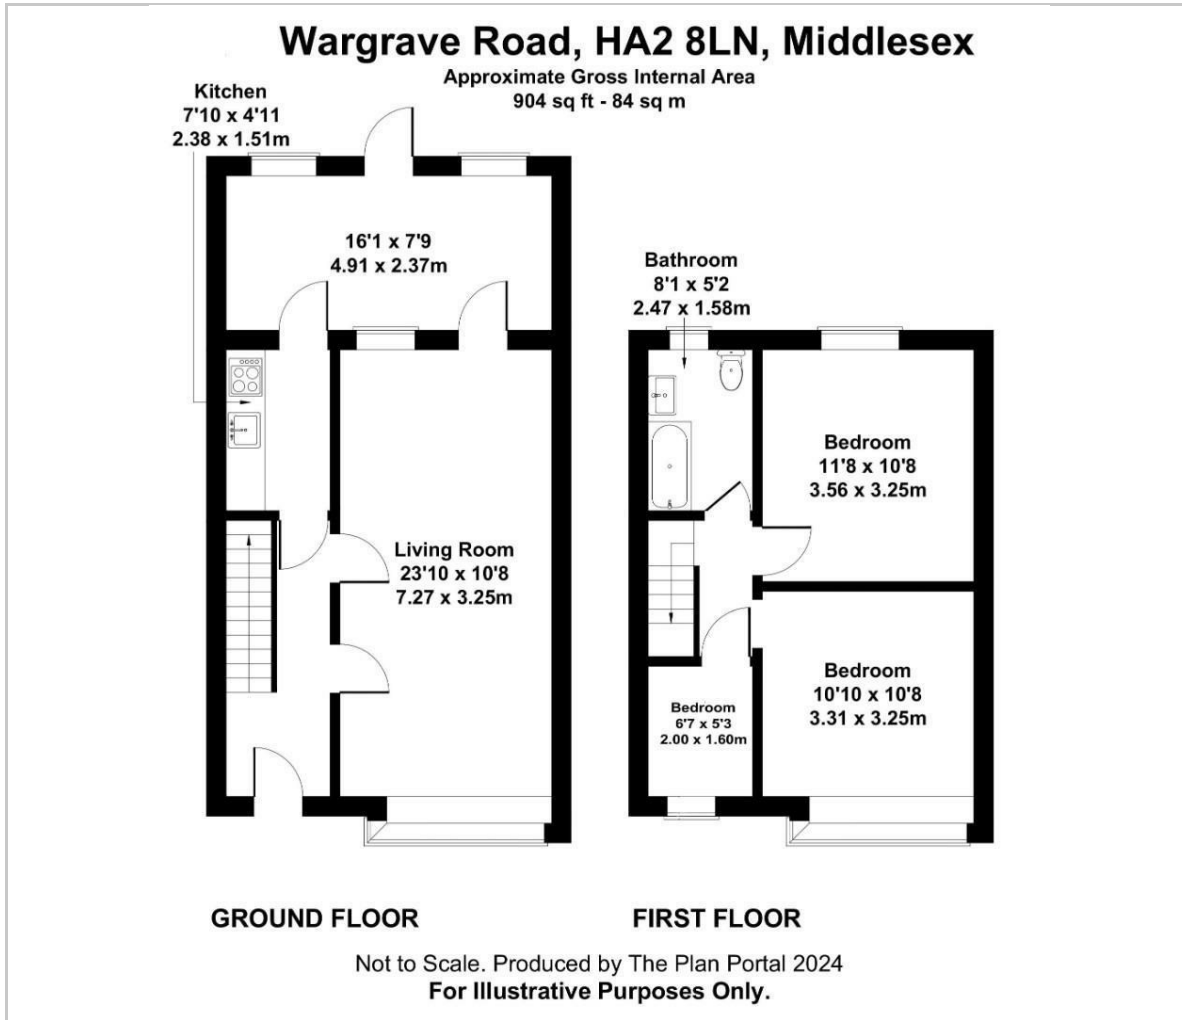 Wargrave Road, HA2 8LN, Middlesex
Approximate Gross Internal Area
904 sq ft - 84 sq m
Kitchen
7'10 x 4'11
2.38 x 1.51m
16'1 x 7'9
4.91 x 2.37m
Living Room
23'10 x 10'8
7.27 x 3.25m
Bathroom
8'1 x 5'2
2.47 x 1.58m
Bedroom
11'8 x 10'8
3.56 x 3.25m
Bedroom
10'10 x 10'8
3.31 x 3.25m
Bedroom
6'7 x 5'3
2.00 x 1.60m
GROUND FLOOR
FIRST FLOOR
Not to Scale. Produced by The Plan Portal 2024
For Illustrative Purposes Only.